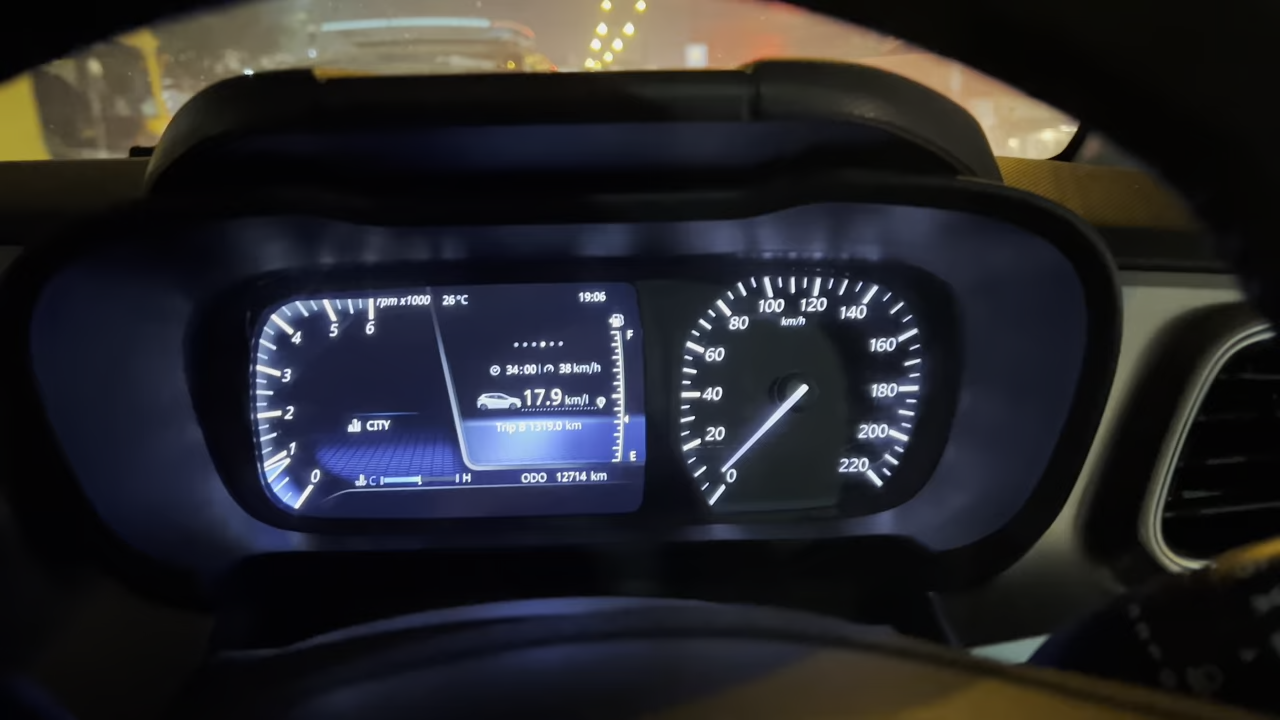 rpm x1000 26°C 19:06
6
5
4
3
2
1
0
F
34:00 38 km/h
17.9 km/l
Trip B 1319.0 km
CITY
E
C H
ODO 12714 km
0
20
40
60
80
100
120
140
160
180
200
220
km/h